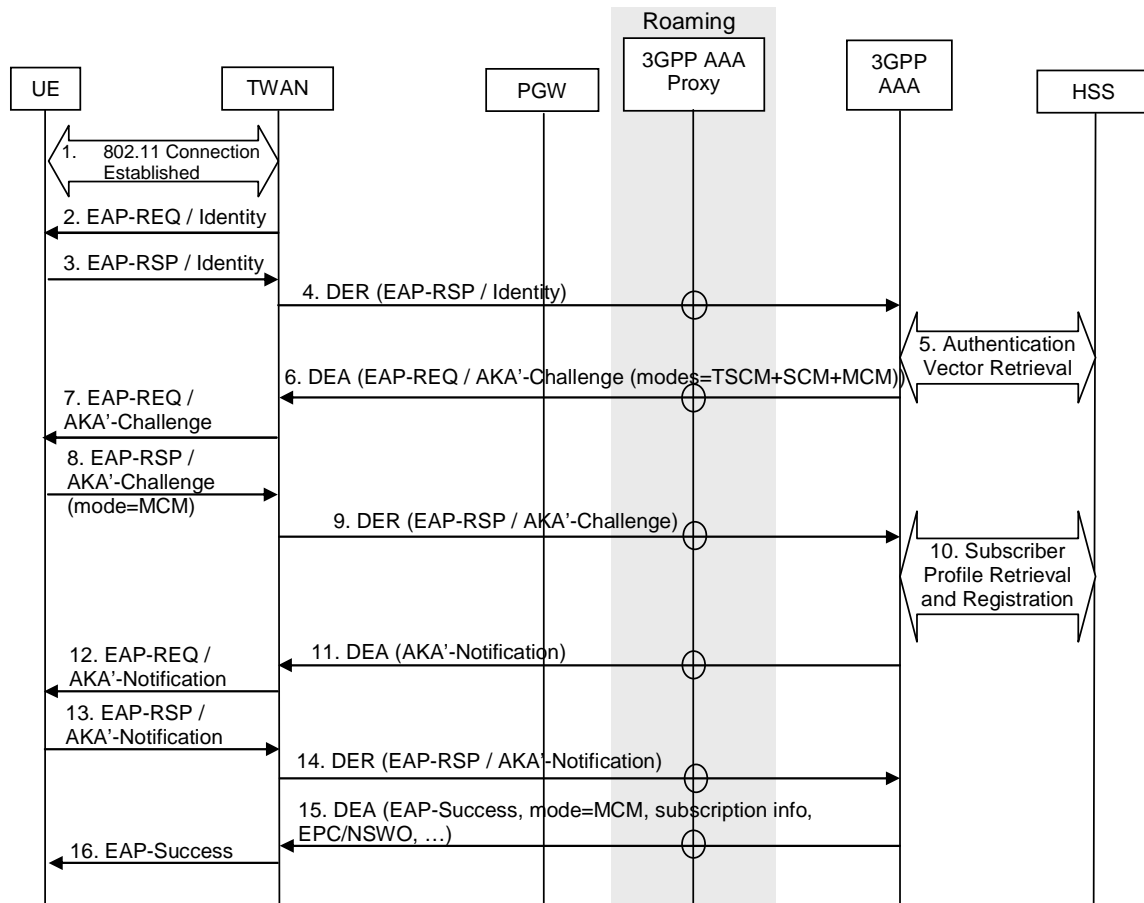 Roaming
UE
TWAN
PGW
3GPP AAA
Proxy
3GPP
AAA
HSS
1. 802.11 Connection
Established
2. EAP-REQ / Identity
3. EAP-RSP / Identity
4. DER (EAP-RSP / Identity)
5. Authentication
Vector Retrieval
6. DEA (EAP-REQ / AKA’-Challenge (modes=TSCM+SCM+MCM))
7. EAP-REQ /
AKA’-Challenge
8. EAP-RSP /
AKA’-Challenge
(mode=MCM)
9. DER (EAP-RSP / AKA’-Challenge)
10. Subscriber
Profile Retrieval
and Registration
11. DEA (AKA’-Notification)
12. EAP-REQ /
AKA’-Notification
13. EAP-RSP /
AKA’-Notification
14. DER (EAP-RSP / AKA’-Notification)
15. DEA (EAP-Success, mode=MCM, subscription info,
EPC/NSWO, …)
16. EAP-Success